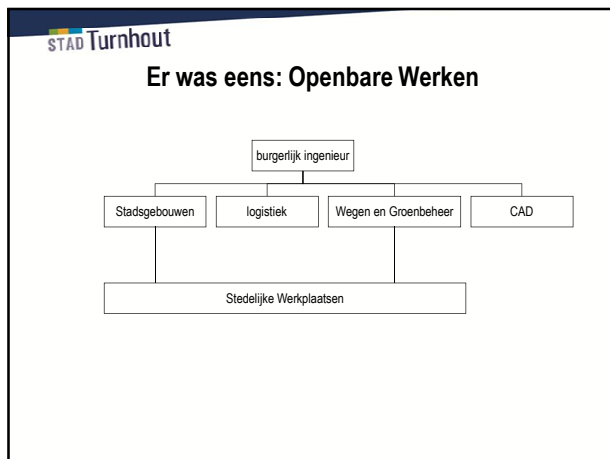 STAD Turnhout
Er was eens: Openbare Werken
burgerlijk ingenieur
Stadsgebouwen
logistiek
Wegen en Groenbeheer
CAD
Stedelijke Werkplaatsen